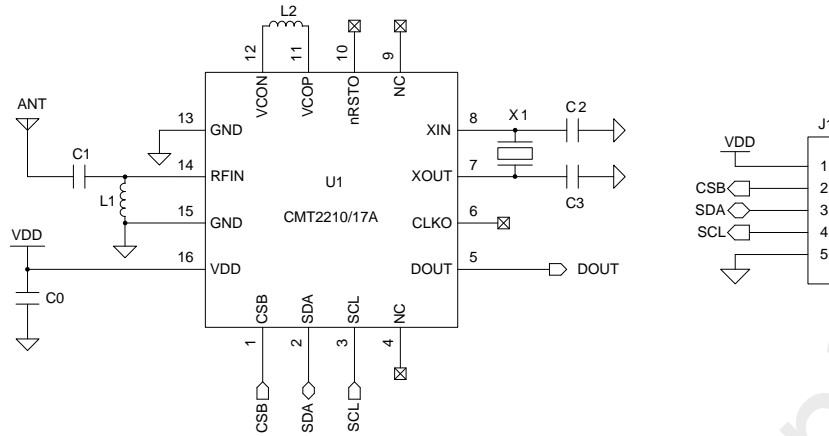 L2
12
11
10
9
VCON
VCOP
nRSTO
NC
ANT
13
GND
XIN
8
X1
C2
C1
14
RFIN
XOUT
7
L1
U1
C3
15
GND
CMT2210/17A
CLKO
6
VDD
16
VDD
DOUT
5
DOUT
C0
CSB
SDA
SCL
NC
1
2
3
4
CSB
SDA
SCL
J1
VDD
1
CSB
2
SDA
3
SCL
4
5